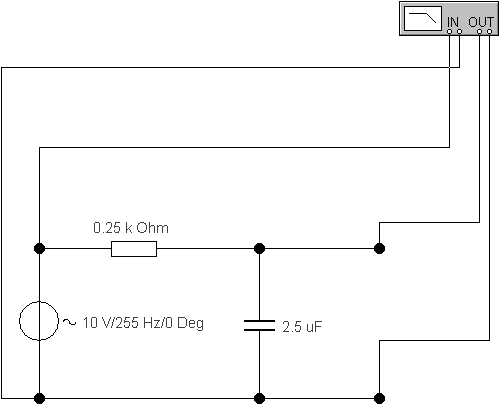 IN OUT
0.25 k Ohm
10 V/255 Hz/0 Deg
2.5 uF